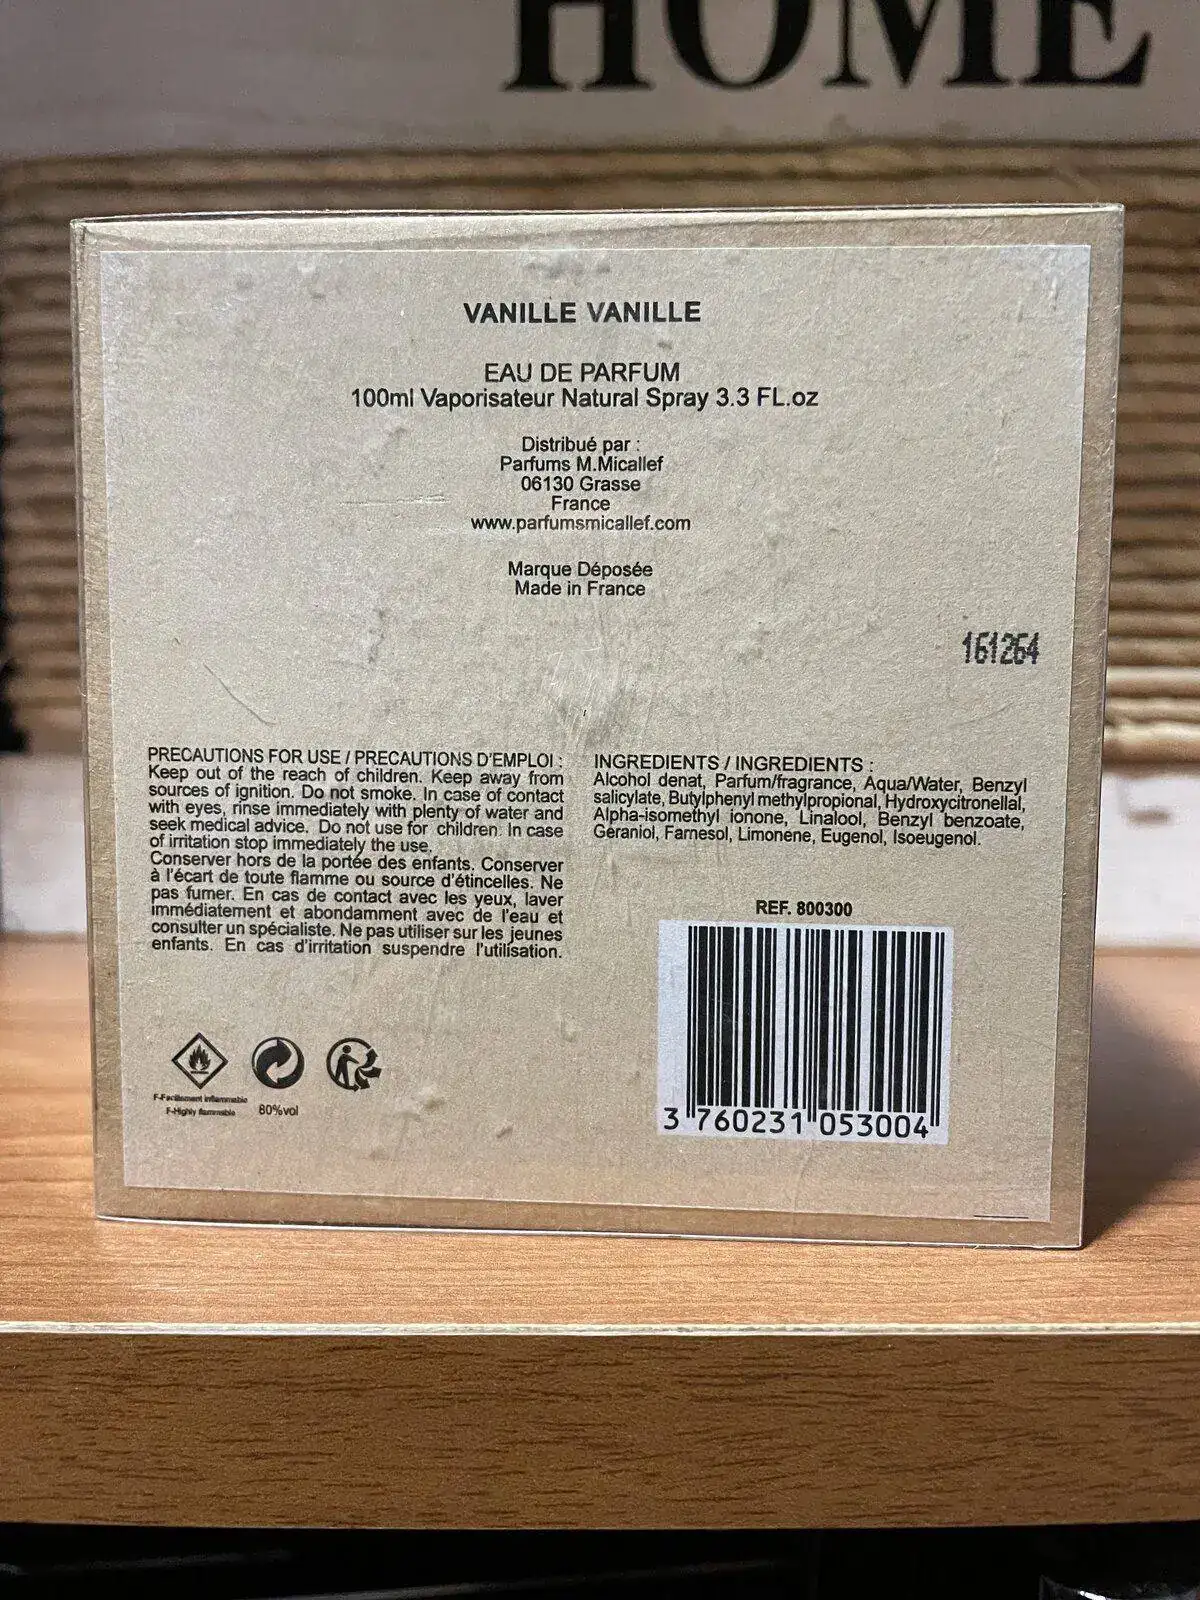 HOME
VANILLE VANILLE
EAU DE PARFUM
100ml Vaporisateur Natural Spray 3.3 FL.oz
Distribué par :
Parfums M.Micallef
06130 Grasse
France
www.parfumsmicallef.com
Marque Déposée
Made in France
161264
PRECAUTIONS FOR USE / PRECAUTIONS D'EMPLOI :
Keep out of the reach of children. Keep away from
sources of ignition. Do not smoke. In case of contact
with eyes, rinse immediately with plenty of water and
seek medical advice. Do not use for children. In case
of irritation stop immediately the use.
Conserver hors de la portée des enfants. Conserver
à l'écart de toute flamme ou source d'étincelles. Ne
pas fumer. En cas de contact avec les yeux, laver
immédiatement et abondamment avec de l'eau et
consulter un spécialiste. Ne pas utiliser sur les jeunes
enfants. En cas d'irritation suspendre l'utilisation.
INGREDIENTS / INGREDIENTS :
Alcohol denat, Parfum/fragrance, Aqua/Water, Benzyl
salicylate, Butylphenyl methylpropional, Hydroxycitronellal,
Alpha-isomethyl ionone, Linalool, Benzyl benzoate,
Geraniol, Farnesol, Limonene, Eugenol, Isoeugenol.
REF. 800300
3 760231 053004
F-Facilement inflammable
F-Highly flammable
80%vol